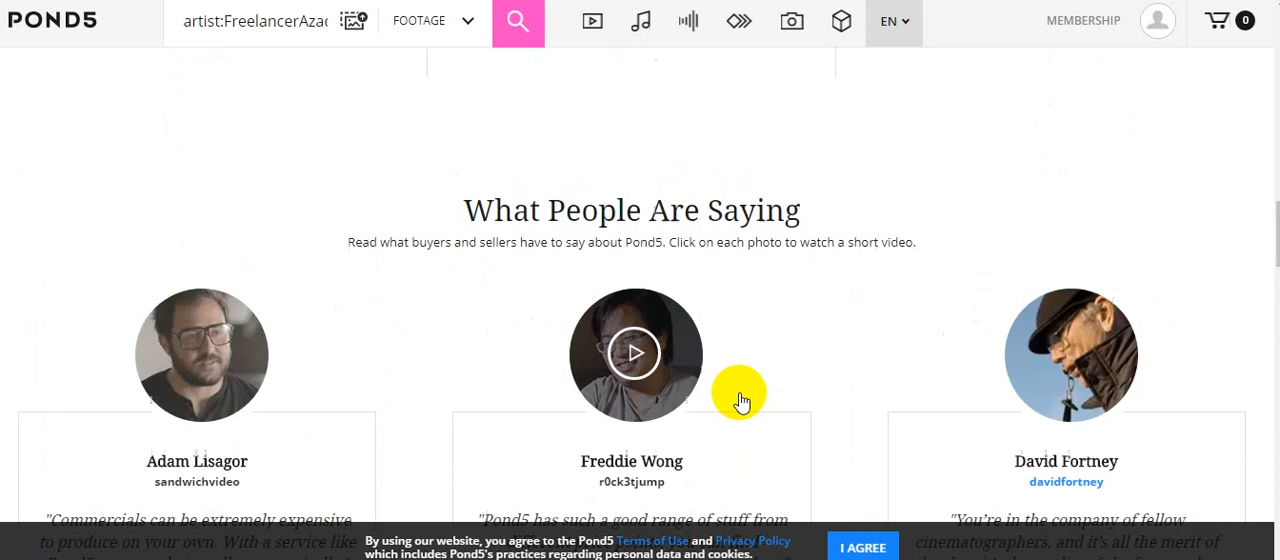 POND5
artist:FreelancerAzad
FOOTAGE
EN
MEMBERSHIP
0
What People Are Saying
Read what buyers and sellers have to say about Pond5. Click on each photo to watch a short video.
Adam Lisagor
sandwichvideo
"Commercials can be extremely expensive
to produce on your own. With a service like
Freddie Wong
r0ck3tjump
"Pond5 has such a good range of stuff from
David Fortney
davidfortney
"You're in the company of fellow
cinematographers, and it's all the merit of
By using our website, you agree to the Pond5 Terms of Use and Privacy Policy
which includes Pond5's practices regarding personal data and cookies.
I AGREE